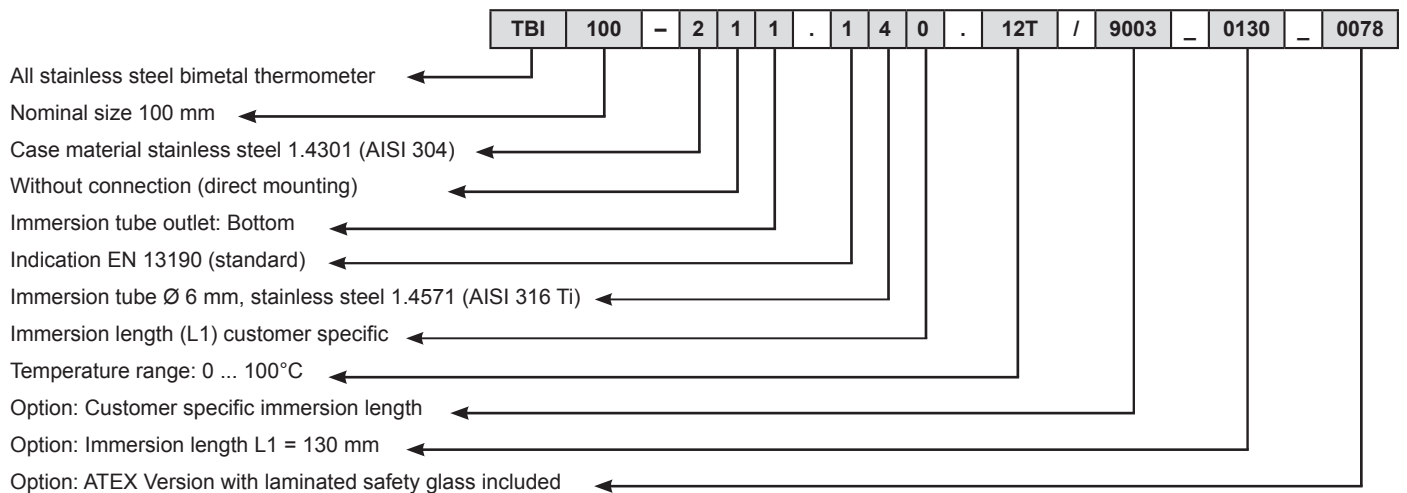 TBI 100 – 2 1 1 . 1 4 0 . 12T / 9003 _ 0130 _ 0078
All stainless steel bimetal thermometer
Nominal size 100 mm
Case material stainless steel 1.4301 (AISI 304)
Without connection (direct mounting)
Immersion tube outlet: Bottom
Indication EN 13190 (standard)
Immersion tube Ø 6 mm, stainless steel 1.4571 (AISI 316 Ti)
Immersion length (L1) customer specific
Temperature range: 0 ... 100°C
Option: Customer specific immersion length
Option: Immersion length L1 = 130 mm
Option: ATEX Version with laminated safety glass included